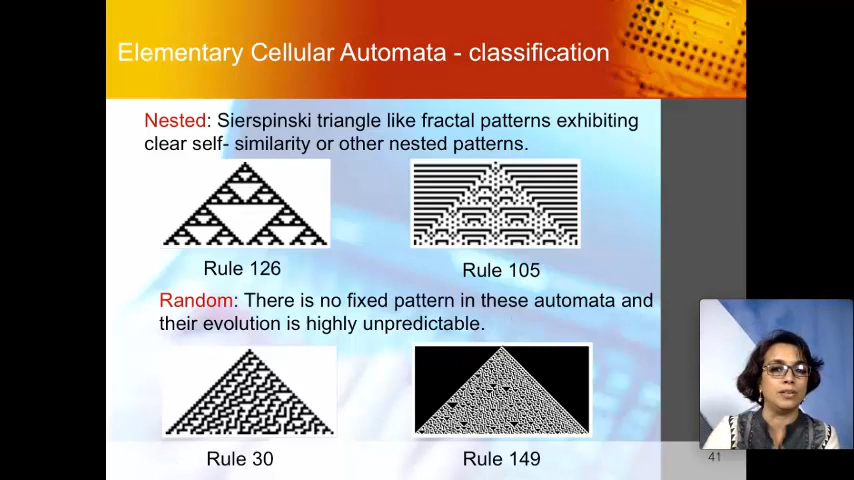 Elementary Cellular Automata - classification
Nested: Sierspinski triangle like fractal patterns exhibiting
clear self- similarity or other nested patterns.
Rule 126
Rule 105
Random: There is no fixed pattern in these automata and
their evolution is highly unpredictable.
Rule 30
Rule 149
41